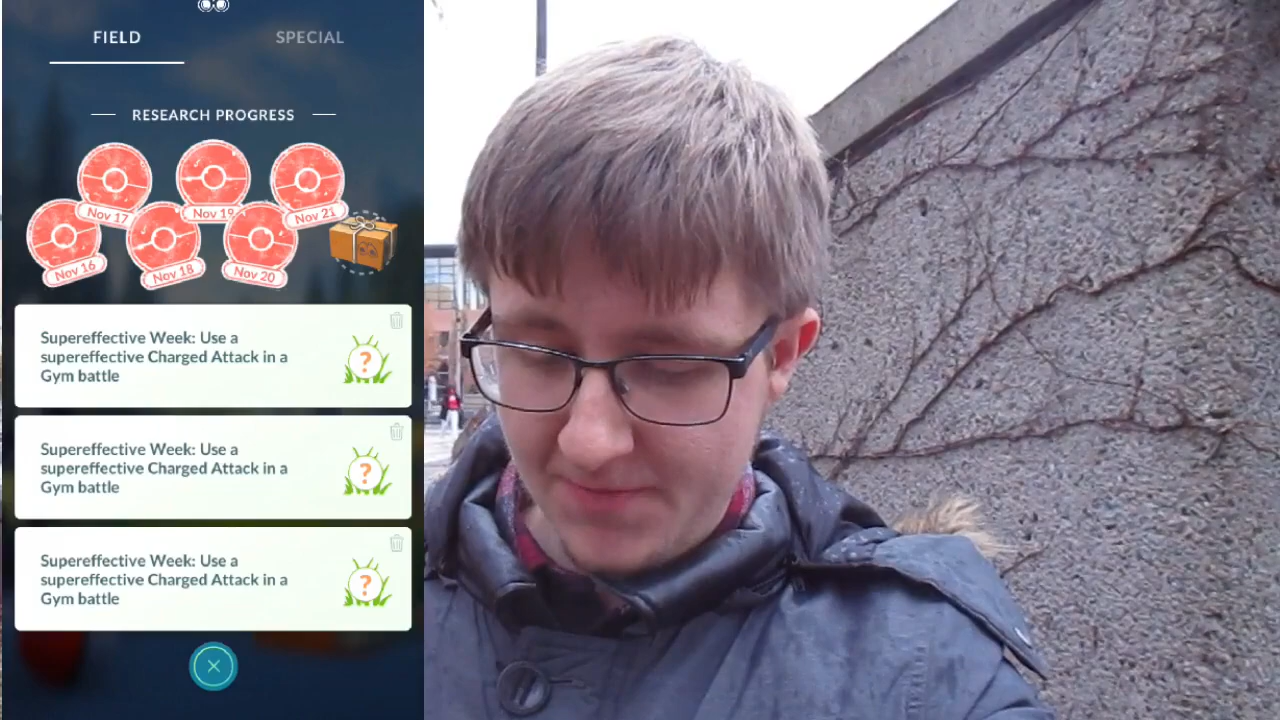 FIELD
SPECIAL
RESEARCH PROGRESS
Nov 17
Nov 19
Nov 21
Nov 16
Nov 18
Nov 20
Supereffective Week: Use a
supereffective Charged Attack in a
Gym battle
?
Supereffective Week: Use a
supereffective Charged Attack in a
Gym battle
?
Supereffective Week: Use a
supereffective Charged Attack in a
Gym battle
?